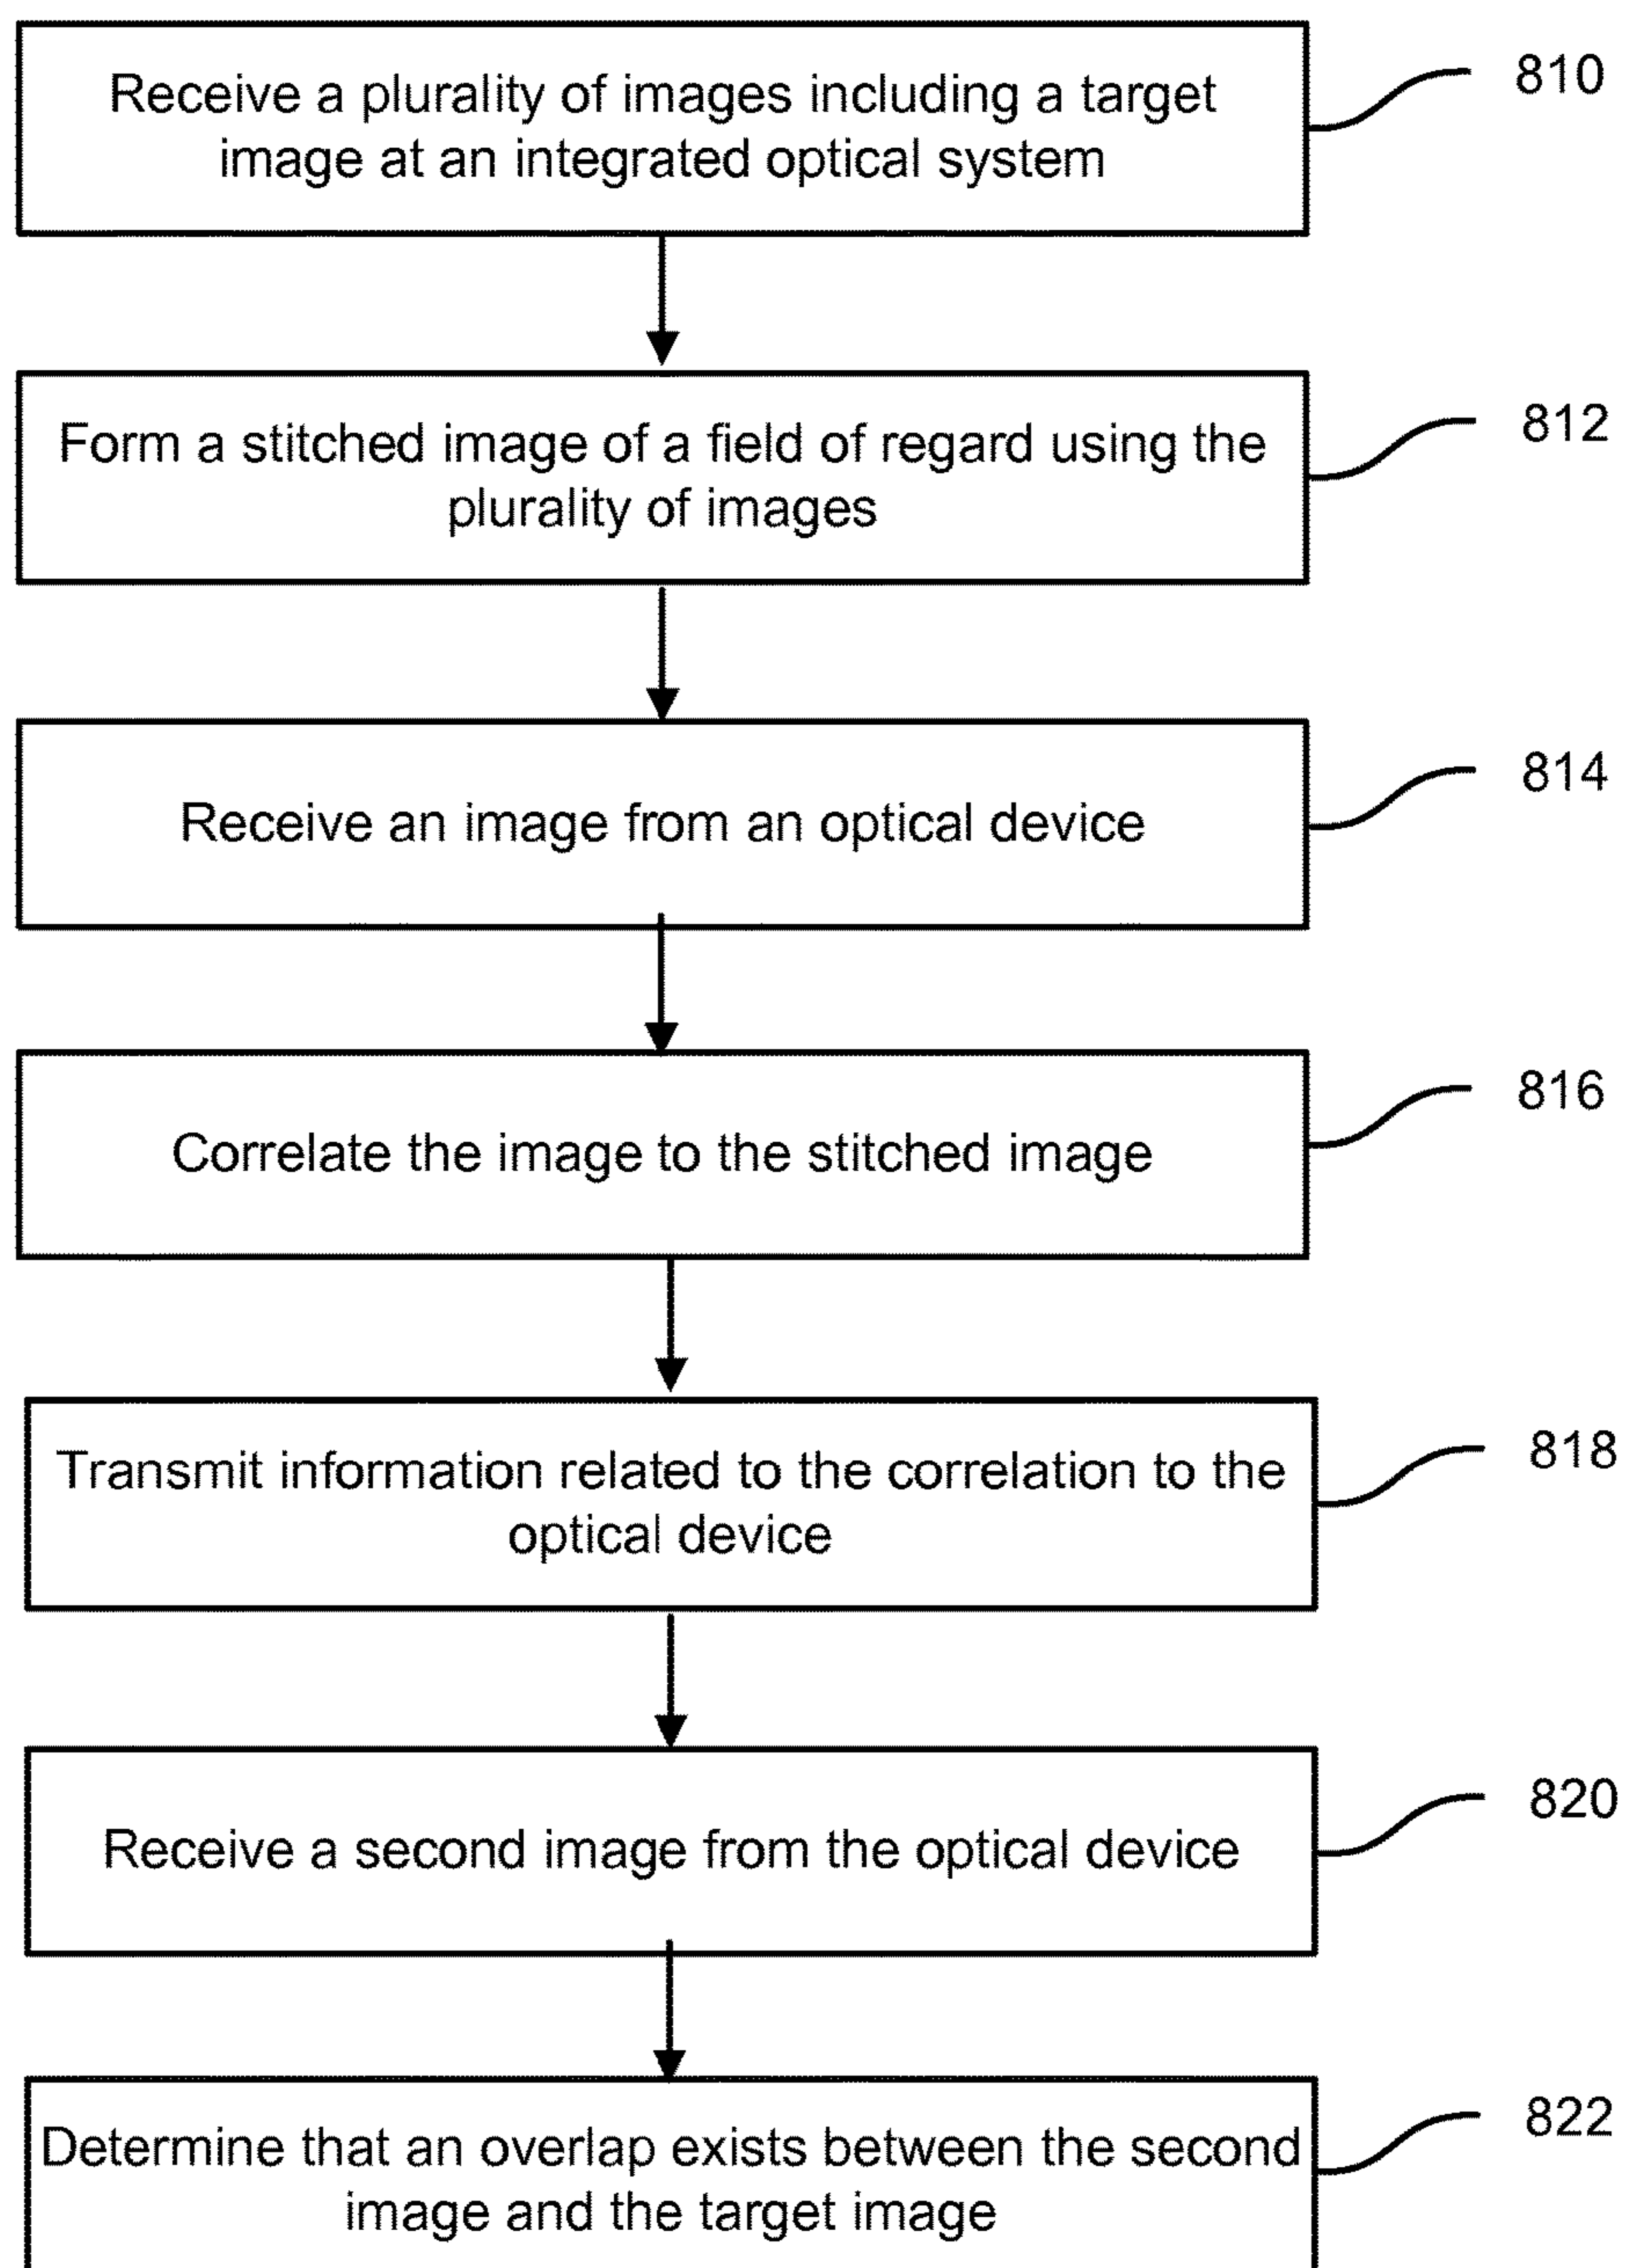 Receive a plurality of images including a target
image at an integrated optical system
810
Form a stitched image of a field of regard using the
plurality of images
812
Receive an image from an optical device
814
Correlate the image to the stitched image
816
Transmit information related to the correlation to the
optical device
818
Receive a second image from the optical device
820
Determine that an overlap exists between the second
image and the target image
822